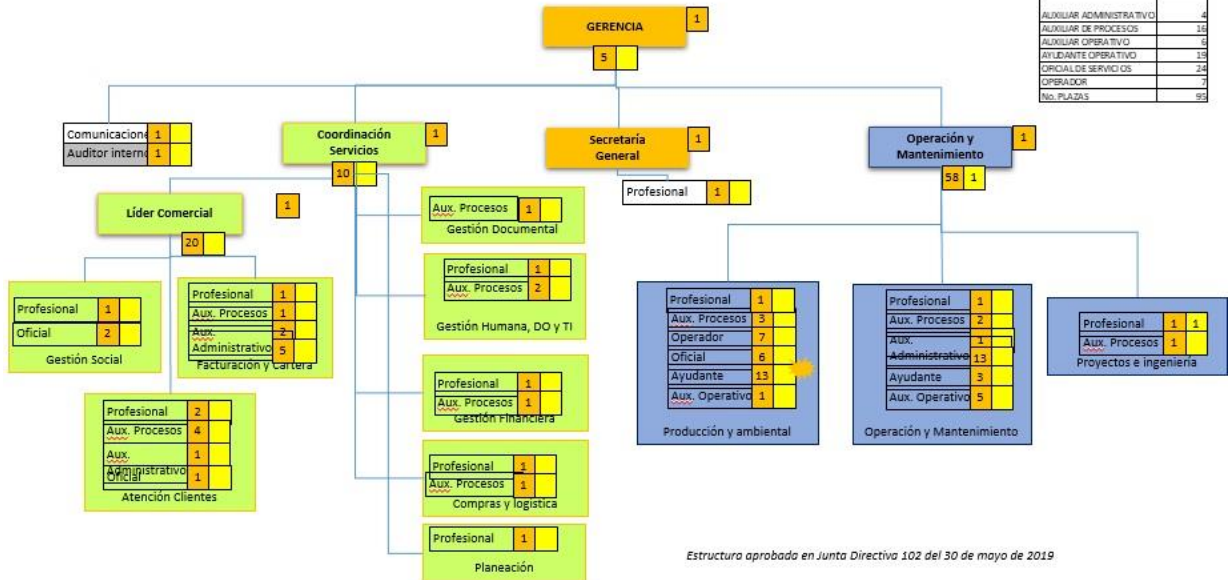 GERENCIA 1
5
AUXILIAR ADMINISTRATIVO 4
AUXILIAR DE PROCESOS 16
AUXILIAR OPERATIVO 6
AYUDANTE OPERATIVO 19
OFICIAL DE SERVICIOS 24
OPERADOR 7
No. PLAZAS 95
Comunicacione 1
Auditor interno 1
Coordinación
Servicios 1
10
Secretaría
General 1
Profesional 1
Operación y
Mantenimiento 1
58 1
Líder Comercial 1
20
Profesional 1
Oficial 2
Gestión Social
Profesional 1
Aux. Procesos 1
Aux. 2
Administrativo 5
Facturación y Cartera
Profesional 2
Aux. Procesos 4
Aux. 1
Administrativo
Oficial 1
Atención Clientes
Aux. Procesos 1
Gestión Documental
Profesional 1
Aux. Procesos 2
Gestión Humana, DO y TI
Profesional 1
Aux. Procesos 1
Gestión Financiera
Profesional 1
Aux. Procesos 1
Compras y logística
Profesional 1
Planeación
Profesional 1
Aux. Procesos 3
Operador 7
Oficial 6
Ayudante 13
Aux. Operativo 1
Producción y ambiental
Profesional 1
Aux. Procesos 2
Aux. 1
Administrativo 13
Ayudante 3
Aux. Operativo 5
Operación y Mantenimiento
Profesional 1 1
Aux. Procesos 1
Proyectos e ingeniería
Estructura aprobada en Junta Directiva 102 del 30 de mayo de 2019